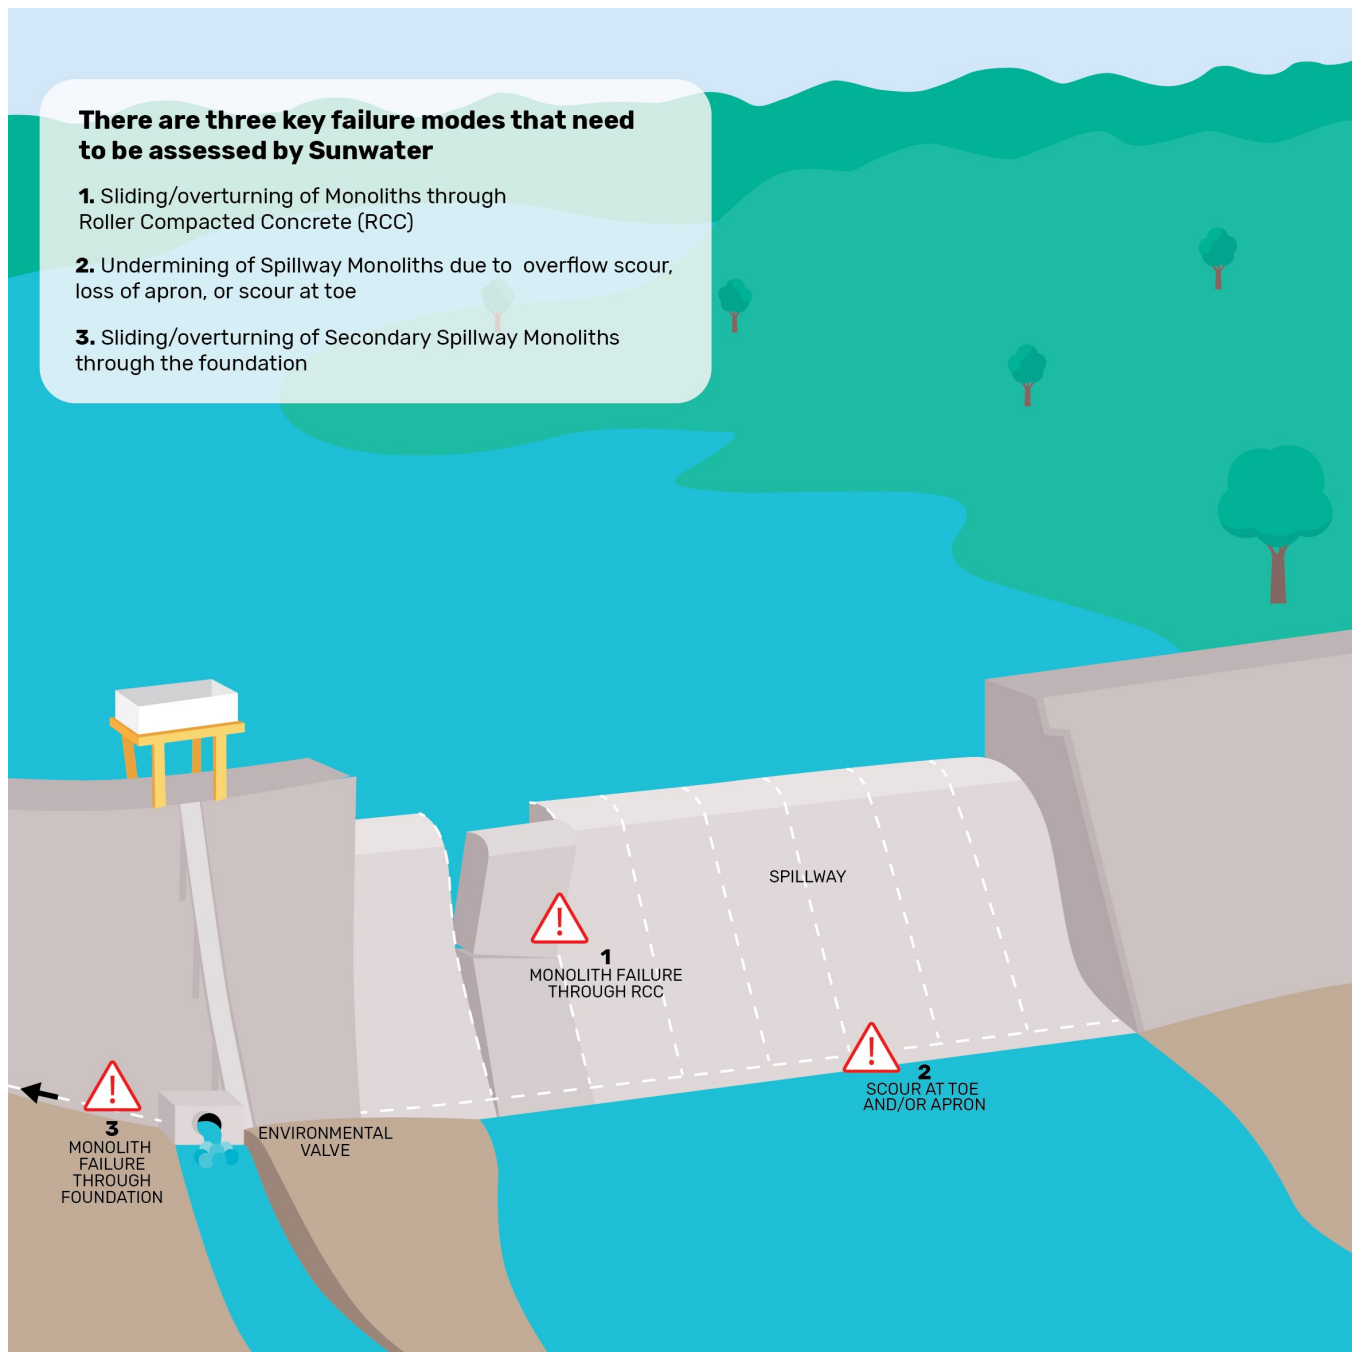 There are three key failure modes that need
to be assessed by Sunwater
1. Sliding/overturning of Monoliths through
Roller Compacted Concrete (RCC)
2. Undermining of Spillway Monoliths due to overflow scour,
loss of apron, or scour at toe
3. Sliding/overturning of Secondary Spillway Monoliths
through the foundation
SPILLWAY
1
MONOLITH FAILURE
THROUGH RCC
2
SCOUR AT TOE
AND/OR APRON
3
MONOLITH
FAILURE
THROUGH
FOUNDATION
ENVIRONMENTAL
VALVE